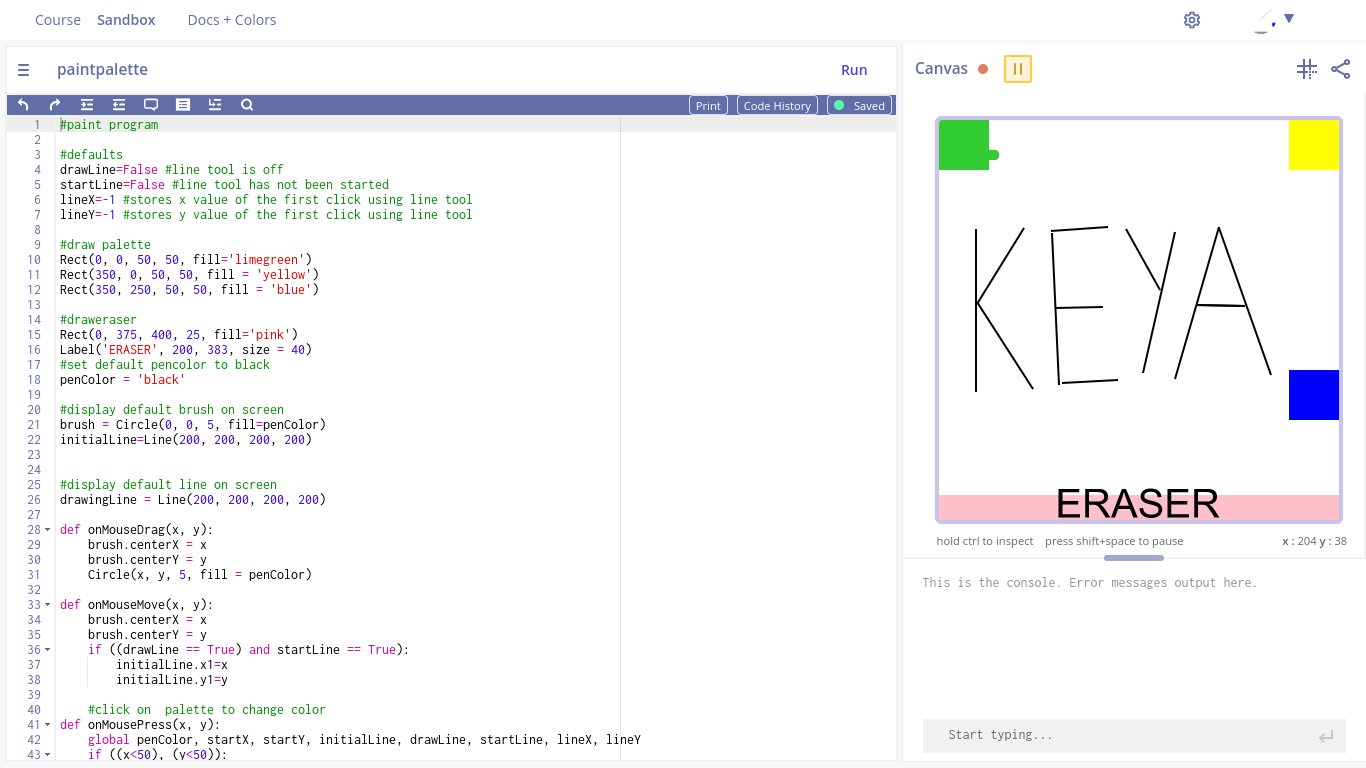 Course Sandbox Docs + Colors
paintpalette Run
Print Code History Saved
1 #paint program
2
3 #defaults
4 drawLine=False #line tool is off
5 startLine=False #line tool has not been started
6 lineX=-1 #stores x value of the first click using line tool
7 lineY=-1 #stores y value of the first click using line tool
8
9 #draw palette
10 Rect(0, 0, 50, 50, fill='limegreen')
11 Rect(350, 0, 50, 50, fill = 'yellow')
12 Rect(350, 250, 50, 50, fill = 'blue')
13
14 #draweraser
15 Rect(0, 375, 400, 25, fill='pink')
16 Label('ERASER', 200, 383, size = 40)
17 #set default pencolor to black
18 penColor = 'black'
19
20 #display default brush on screen
21 brush = Circle(0, 0, 5, fill=penColor)
22 initialLine=Line(200, 200, 200, 200)
23
24
25 #display default line on screen
26 drawingLine = Line(200, 200, 200, 200)
27
28 def onMouseDrag(x, y):
29     brush.centerX = x
30     brush.centerY = y
31     Circle(x, y, 5, fill = penColor)
32
33 def onMouseMove(x, y):
34     brush.centerX = x
35     brush.centerY = y
36     if ((drawLine == True) and startLine == True):
37         initialLine.x1=x
38         initialLine.y1=y
39
40     #click on  palette to change color
41 def onMousePress(x, y):
42     global penColor, startX, startY, initialLine, drawLine, startLine, lineX, lineY
43     if ((x<50), (y<50)):
Canvas
KEYA
ERASER
hold ctrl to inspect press shift+space to pause x : 204 y : 38
This is the console. Error messages output here.
Start typing...